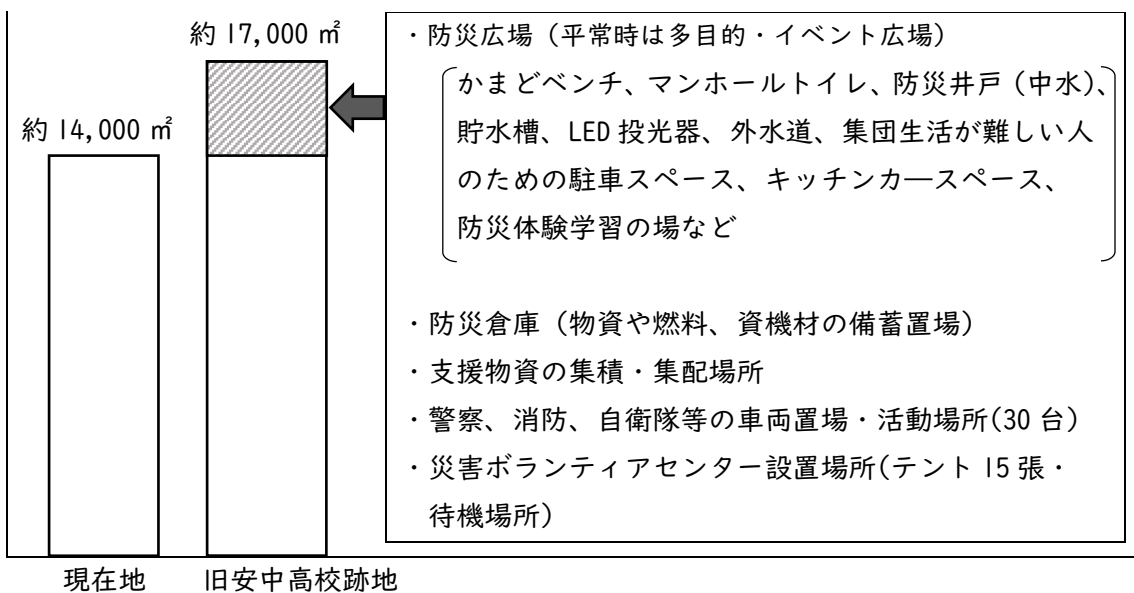 約 17,000 ㎡
約 14,000 ㎡
・防災広場（平常時は多目的・イベント広場）
かまどベンチ、マンホールトイレ、防災井戸（中水）、
貯水槽、LED 投光器、外水道、集団生活が難しい人
のための駐車スペース、キッチンカ―スペース、
防災体験学習の場など
・防災倉庫（物資や燃料、資機材の備蓄置場）
・支援物資の集積・集配場所
・警察、消防、自衛隊等の車両置場・活動場所(30 台)
・災害ボランティアセンター設置場所(テント 15 張・
待機場所)
現在地
旧安中高校跡地